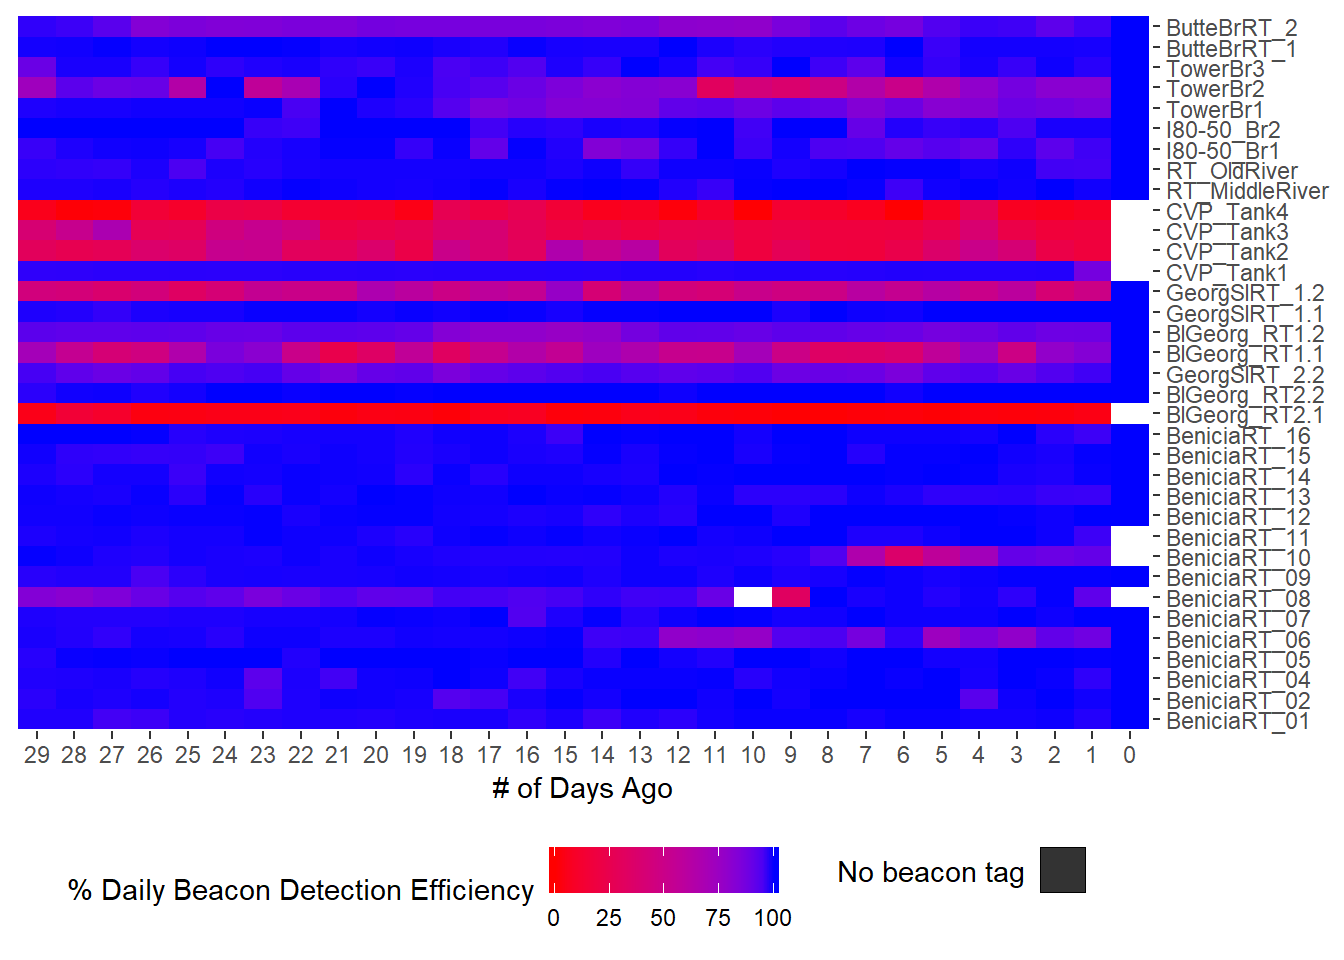 ButteBrRT_2
ButteBrRT_1
TowerBr3
TowerBr2
TowerBr1
I80-50_Br2
I80-50_Br1
RT_OldRiver
RT_MiddleRiver
CVP_Tank4
CVP_Tank3
CVP_Tank2
CVP_Tank1
GeorgSlRT_1.2
GeorgSlRT_1.1
BlGeorg_RT1.2
BlGeorg_RT1.1
GeorgSlRT_2.2
BlGeorg_RT2.2
BlGeorg_RT2.1
BeniciaRT_16
BeniciaRT_15
BeniciaRT_14
BeniciaRT_13
BeniciaRT_12
BeniciaRT_11
BeniciaRT_10
BeniciaRT_09
BeniciaRT_08
BeniciaRT_07
BeniciaRT_06
BeniciaRT_05
BeniciaRT_04
BeniciaRT_02
BeniciaRT_01
29 28 27 26 25 24 23 22 21 20 19 18 17 16 15 14 13 12 11 10 9 8 7 6 5 4 3 2 1 0
# of Days Ago
% Daily Beacon Detection Efficiency
0 25 50 75 100
No beacon tag